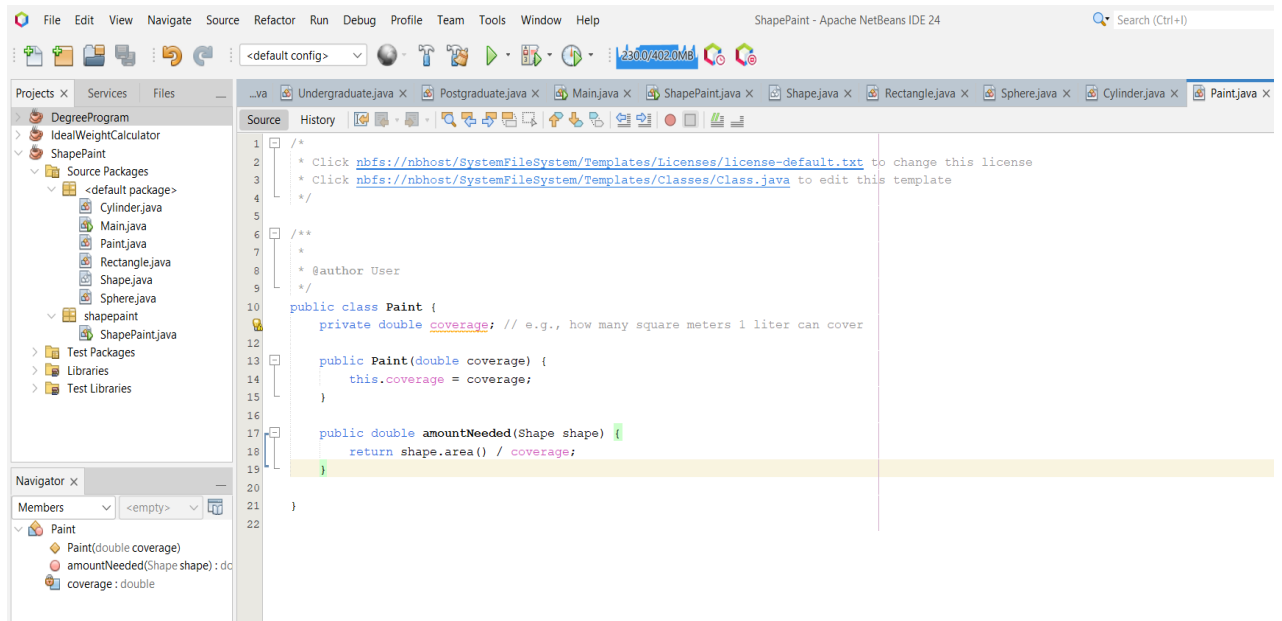 File Edit View Navigate Source Refactor Run Debug Profile Team Tools Window Help ShapePaint - Apache NetBeans IDE 24 Search (Ctrl+I)
<default config> 230.0/402.0MB
Projects × Services Files
...va Undergraduate.java × Postgraduate.java × Main.java × ShapePaint.java × Shape.java × Rectangle.java × Sphere.java × Cylinder.java × Paint.java ×
DegreeProgram
IdealWeightCalculator
ShapePaint
Source Packages
<default package>
Cylinder.java
Main.java
Paint.java
Rectangle.java
Shape.java
Sphere.java
shapepaint
ShapePaint.java
Test Packages
Libraries
Test Libraries
Navigator ×
Members <empty>
Paint
Paint(double coverage)
amountNeeded(Shape shape) : dc
coverage : double
Source History
1 /*
2 * Click nbfs://nbhost/SystemFileSystem/Templates/Licenses/license-default.txt to change this license
3 * Click nbfs://nbhost/SystemFileSystem/Templates/Classes/Class.java to edit this template
4 */
5
6 /**
7 *
8 * @author User
9 */
10 public class Paint {
private double coverage; // e.g., how many square meters 1 liter can cover
12
13 public Paint(double coverage) {
14 this.coverage = coverage;
15 }
16
17 public double amountNeeded(Shape shape) {
18 return shape.area() / coverage;
19 }
20
21 }
22